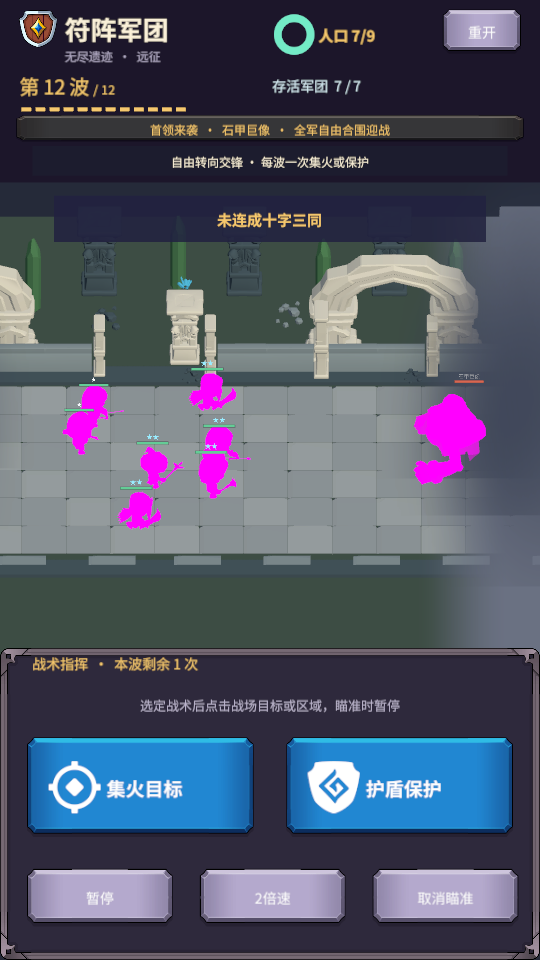 符阵军团
无尽遗迹 · 远征
人口 7/9
重开
第 12 波 / 12
存活军团 7 / 7
首领来袭 · 石甲巨像 · 全军自由合围迎战
自由转向交锋 · 每波一次集火或保护
未连成十字三同
战术指挥 · 本波剩余 1 次
选定战术后点击战场目标或区域，瞄准时暂停
集火目标
护盾保护
暂停
2倍速
取消瞄准